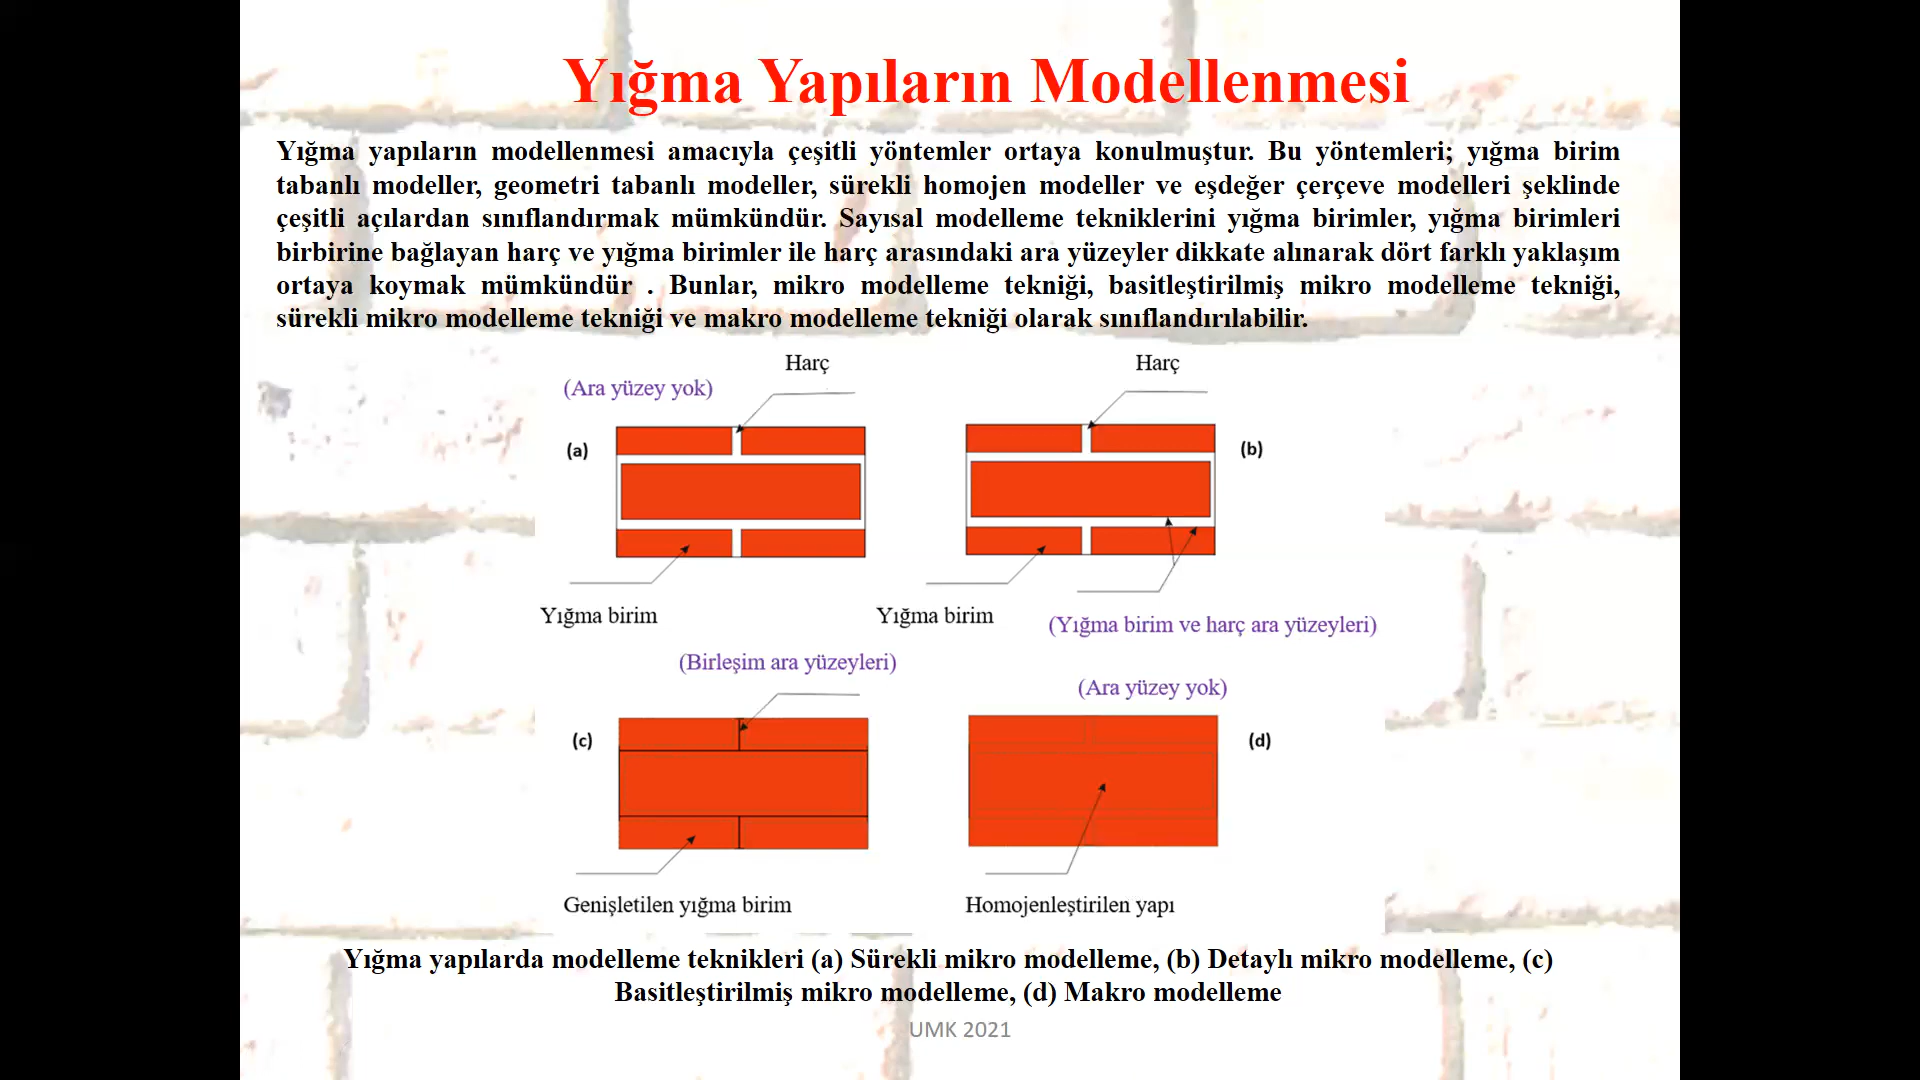 Yığma Yapıların Modellenmesi
Yığma yapıların modellenmesi amacıyla çeşitli yöntemler ortaya konulmuştur. Bu yöntemleri; yığma birim
tabanlı modeller, geometri tabanlı modeller, sürekli homojen modeller ve eşdeğer çerçeve modelleri şeklinde
çeşitli açılardan sınıflandırmak mümkündür. Sayısal modelleme tekniklerini yığma birimler, yığma birimleri
birbirine bağlayan harç ve yığma birimler ile harç arasındaki ara yüzeyler dikkate alınarak dört farklı yaklaşım
ortaya koymak mümkündür . Bunlar, mikro modelleme tekniği, basitleştirilmiş mikro modelleme tekniği,
sürekli mikro modelleme tekniği ve makro modelleme tekniği olarak sınıflandırılabilir.
Harç
(Ara yüzey yok)
(a)
Yığma birim
Harç
(b)
Yığma birim
(Yığma birim ve harç ara yüzeyleri)
(Birleşim ara yüzeyleri)
(c)
Genişletilen yığma birim
(Ara yüzey yok)
(d)
Homojenleştirilen yapı
Yığma yapılarda modelleme teknikleri (a) Sürekli mikro modelleme, (b) Detaylı mikro modelleme, (c)
Basitleştirilmiş mikro modelleme, (d) Makro modelleme
UMK 2021